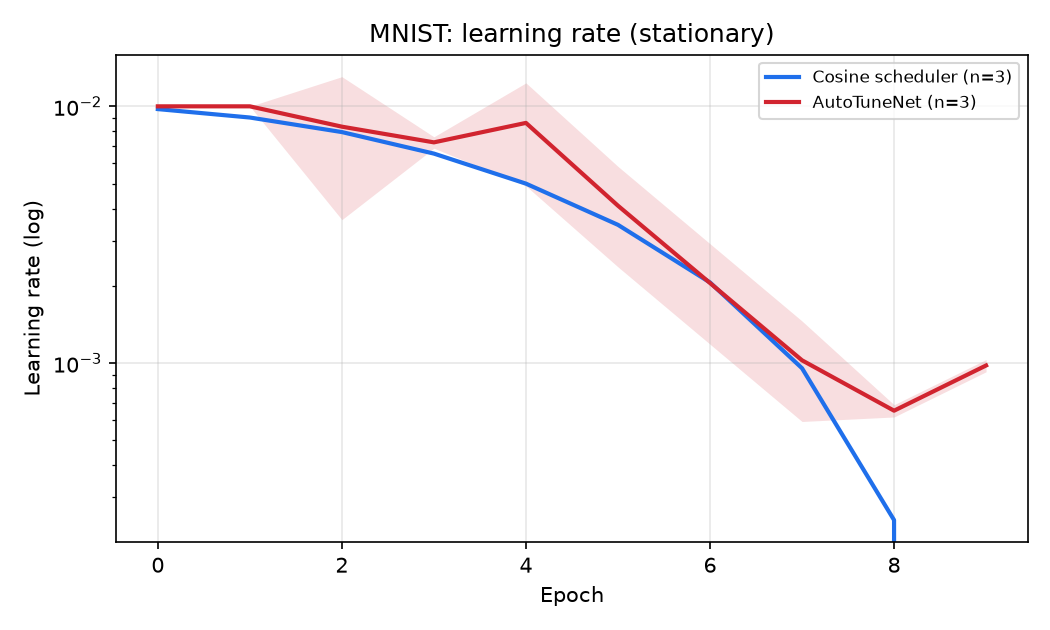 MNIST: learning rate (stationary)
Cosine scheduler (n=3)
AutoTuneNet (n=3)
Learning rate (log)
10⁻²
10⁻³
0 2 4 6 8
Epoch